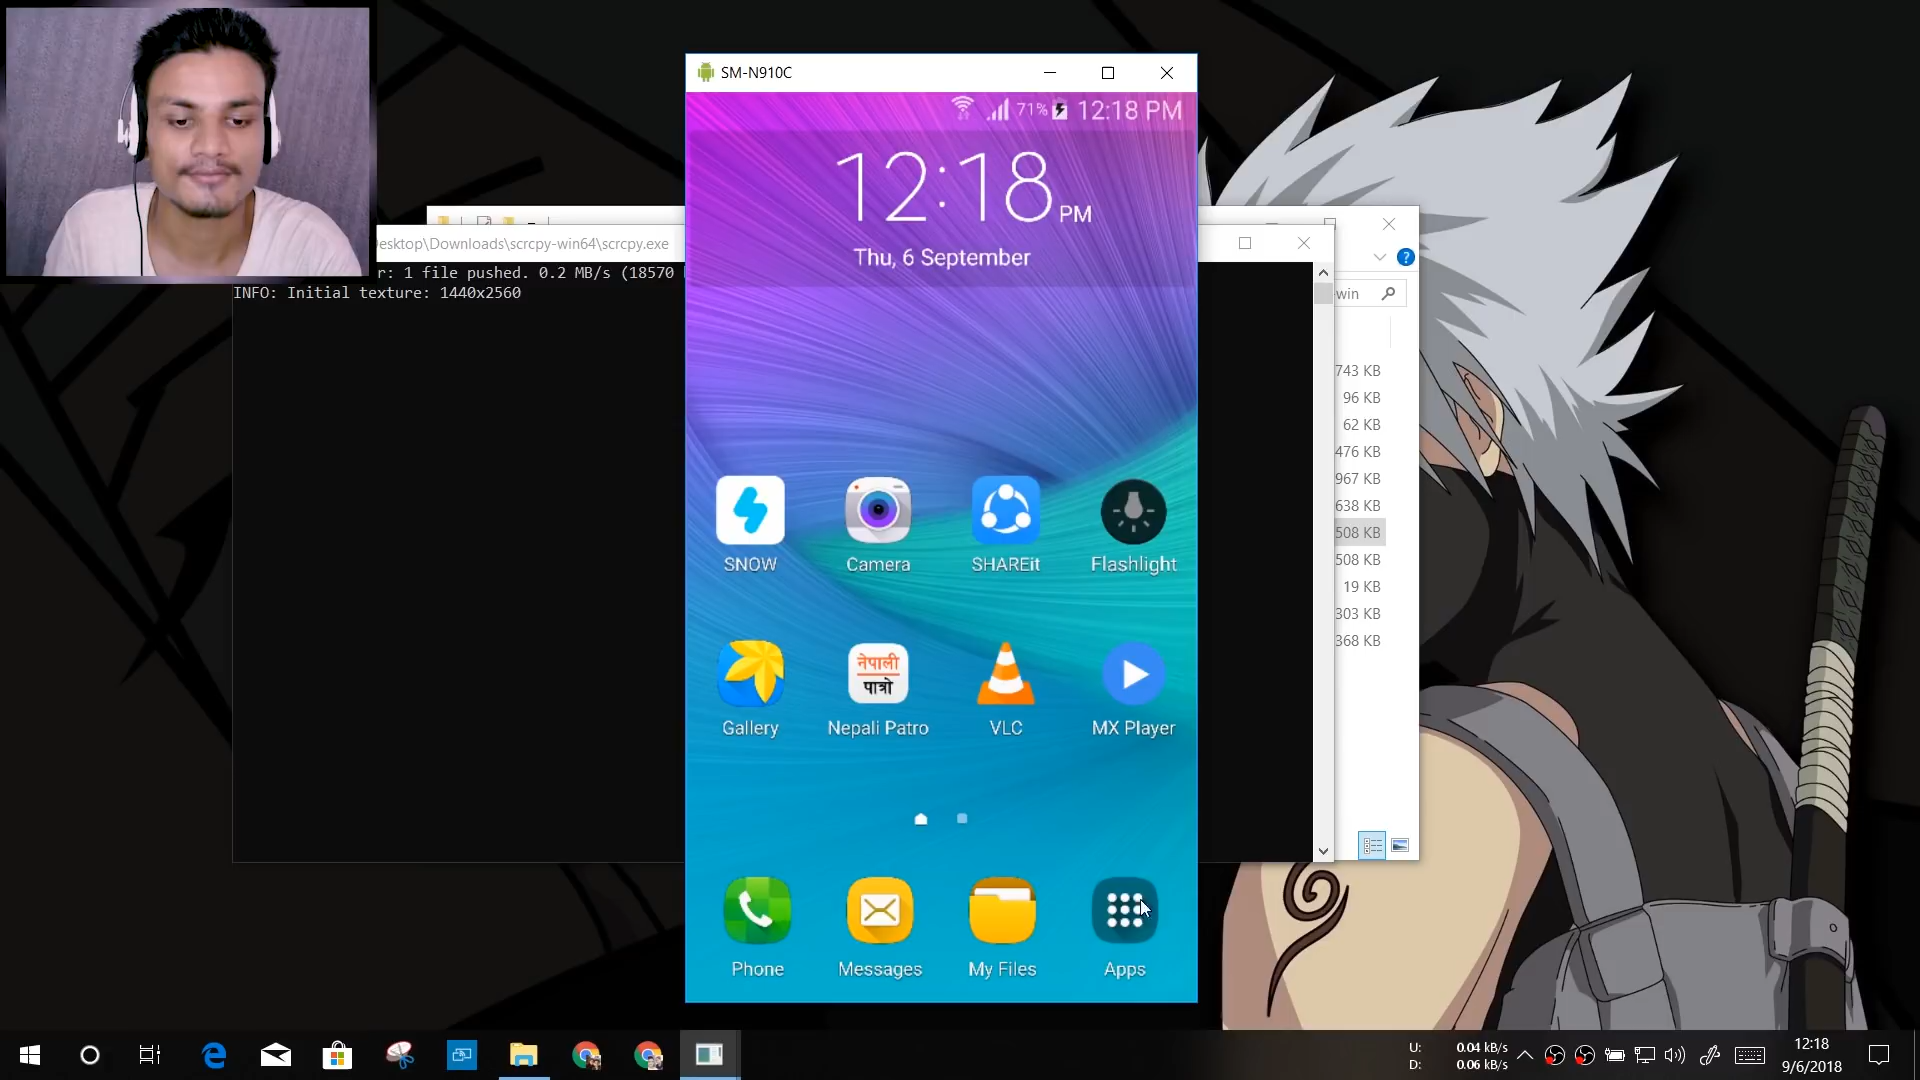 SM-N910C
71% 12:18 PM
12:18 PM
Thu, 6 September
esktop\Downloads\scrcpy-win64\scrcpy.exe
r: 1 file pushed. 0.2 MB/s (18570
INFO: Initial texture: 1440x2560
-win
743 KB
96 KB
62 KB
476 KB
967 KB
638 KB
508 KB
508 KB
19 KB
303 KB
368 KB
SNOW Camera SHAREit Flashlight
नेपाली
पात्रो
Gallery Nepali Patro VLC MX Player
Phone Messages My Files Apps
U: 0.04 kB/s
D: 0.06 kB/s
12:18
9/6/2018